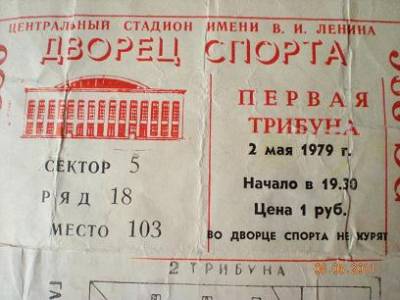 ЦЕНТРАЛЬНЫЙ СТАДИОН ИМЕНИ В. И. ЛЕНИНА
ДВОРЕЦ СПОРТА
ПЕРВАЯ
ТРИБУНА
2 мая 1979 г.
Начало в 19.30
Цена 1 руб.
ВО ДВОРЦЕ СПОРТА НЕ КУРЯТ
СЕКТОР 5
РЯД 18
МЕСТО 103
2 ТРИБУНА